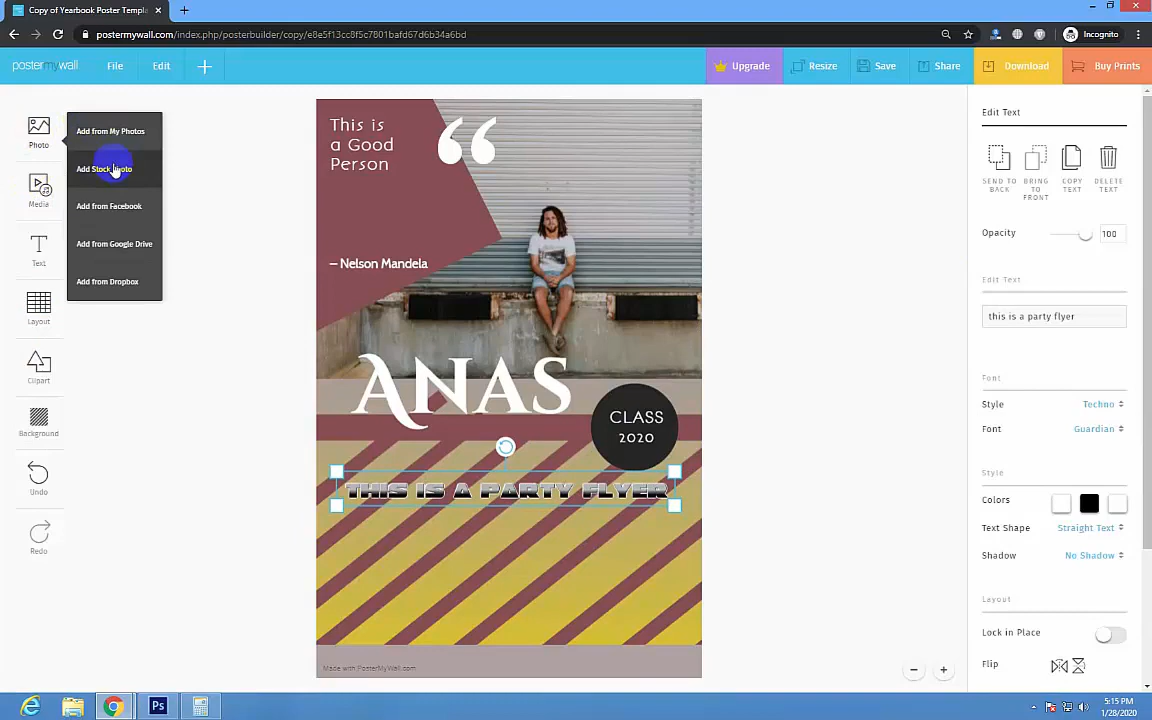 Copy of Yearbook Poster Templa
postermywall.com/index.php/posterbuilder/copy/e8e5f13cc8f5c7801bafd67d6b34a6bd
Incognito
postermywall
File
Edit
Upgrade
Resize
Save
Share
Download
Buy Prints
Photo
Media
Text
Layout
Clipart
Background
Undo
Redo
Add from My Photos
Add Stock Photo
Add from Facebook
Add from Google Drive
Add from Dropbox
This is
a Good
Person
“
– Nelson Mandela
ANAS
CLASS
2020
THIS IS A PARTY FLYER
Made with PosterMyWall.com
Edit Text
SEND TO
BACK
BRING
TO
FRONT
COPY
TEXT
DELETE
TEXT
Opacity
100
Edit Text
this is a party flyer
Font
Style
Techno
Font
Guardian
Style
Colors
Text Shape
Straight Text
Shadow
No Shadow
Layout
Lock in Place
Flip
Ps
5:15 PM
1/28/2020